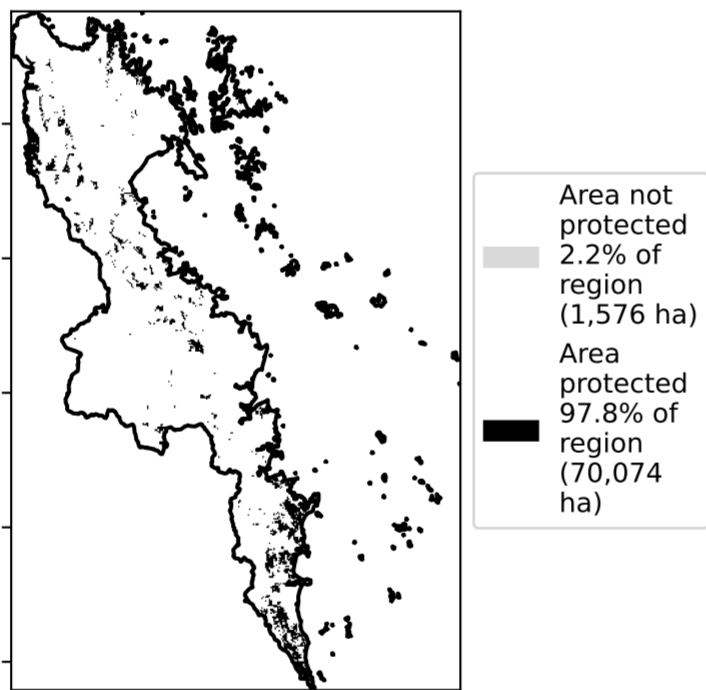 Area not
protected
2.2% of
region
(1,576 ha)
Area
protected
97.8% of
region
(70,074
ha)